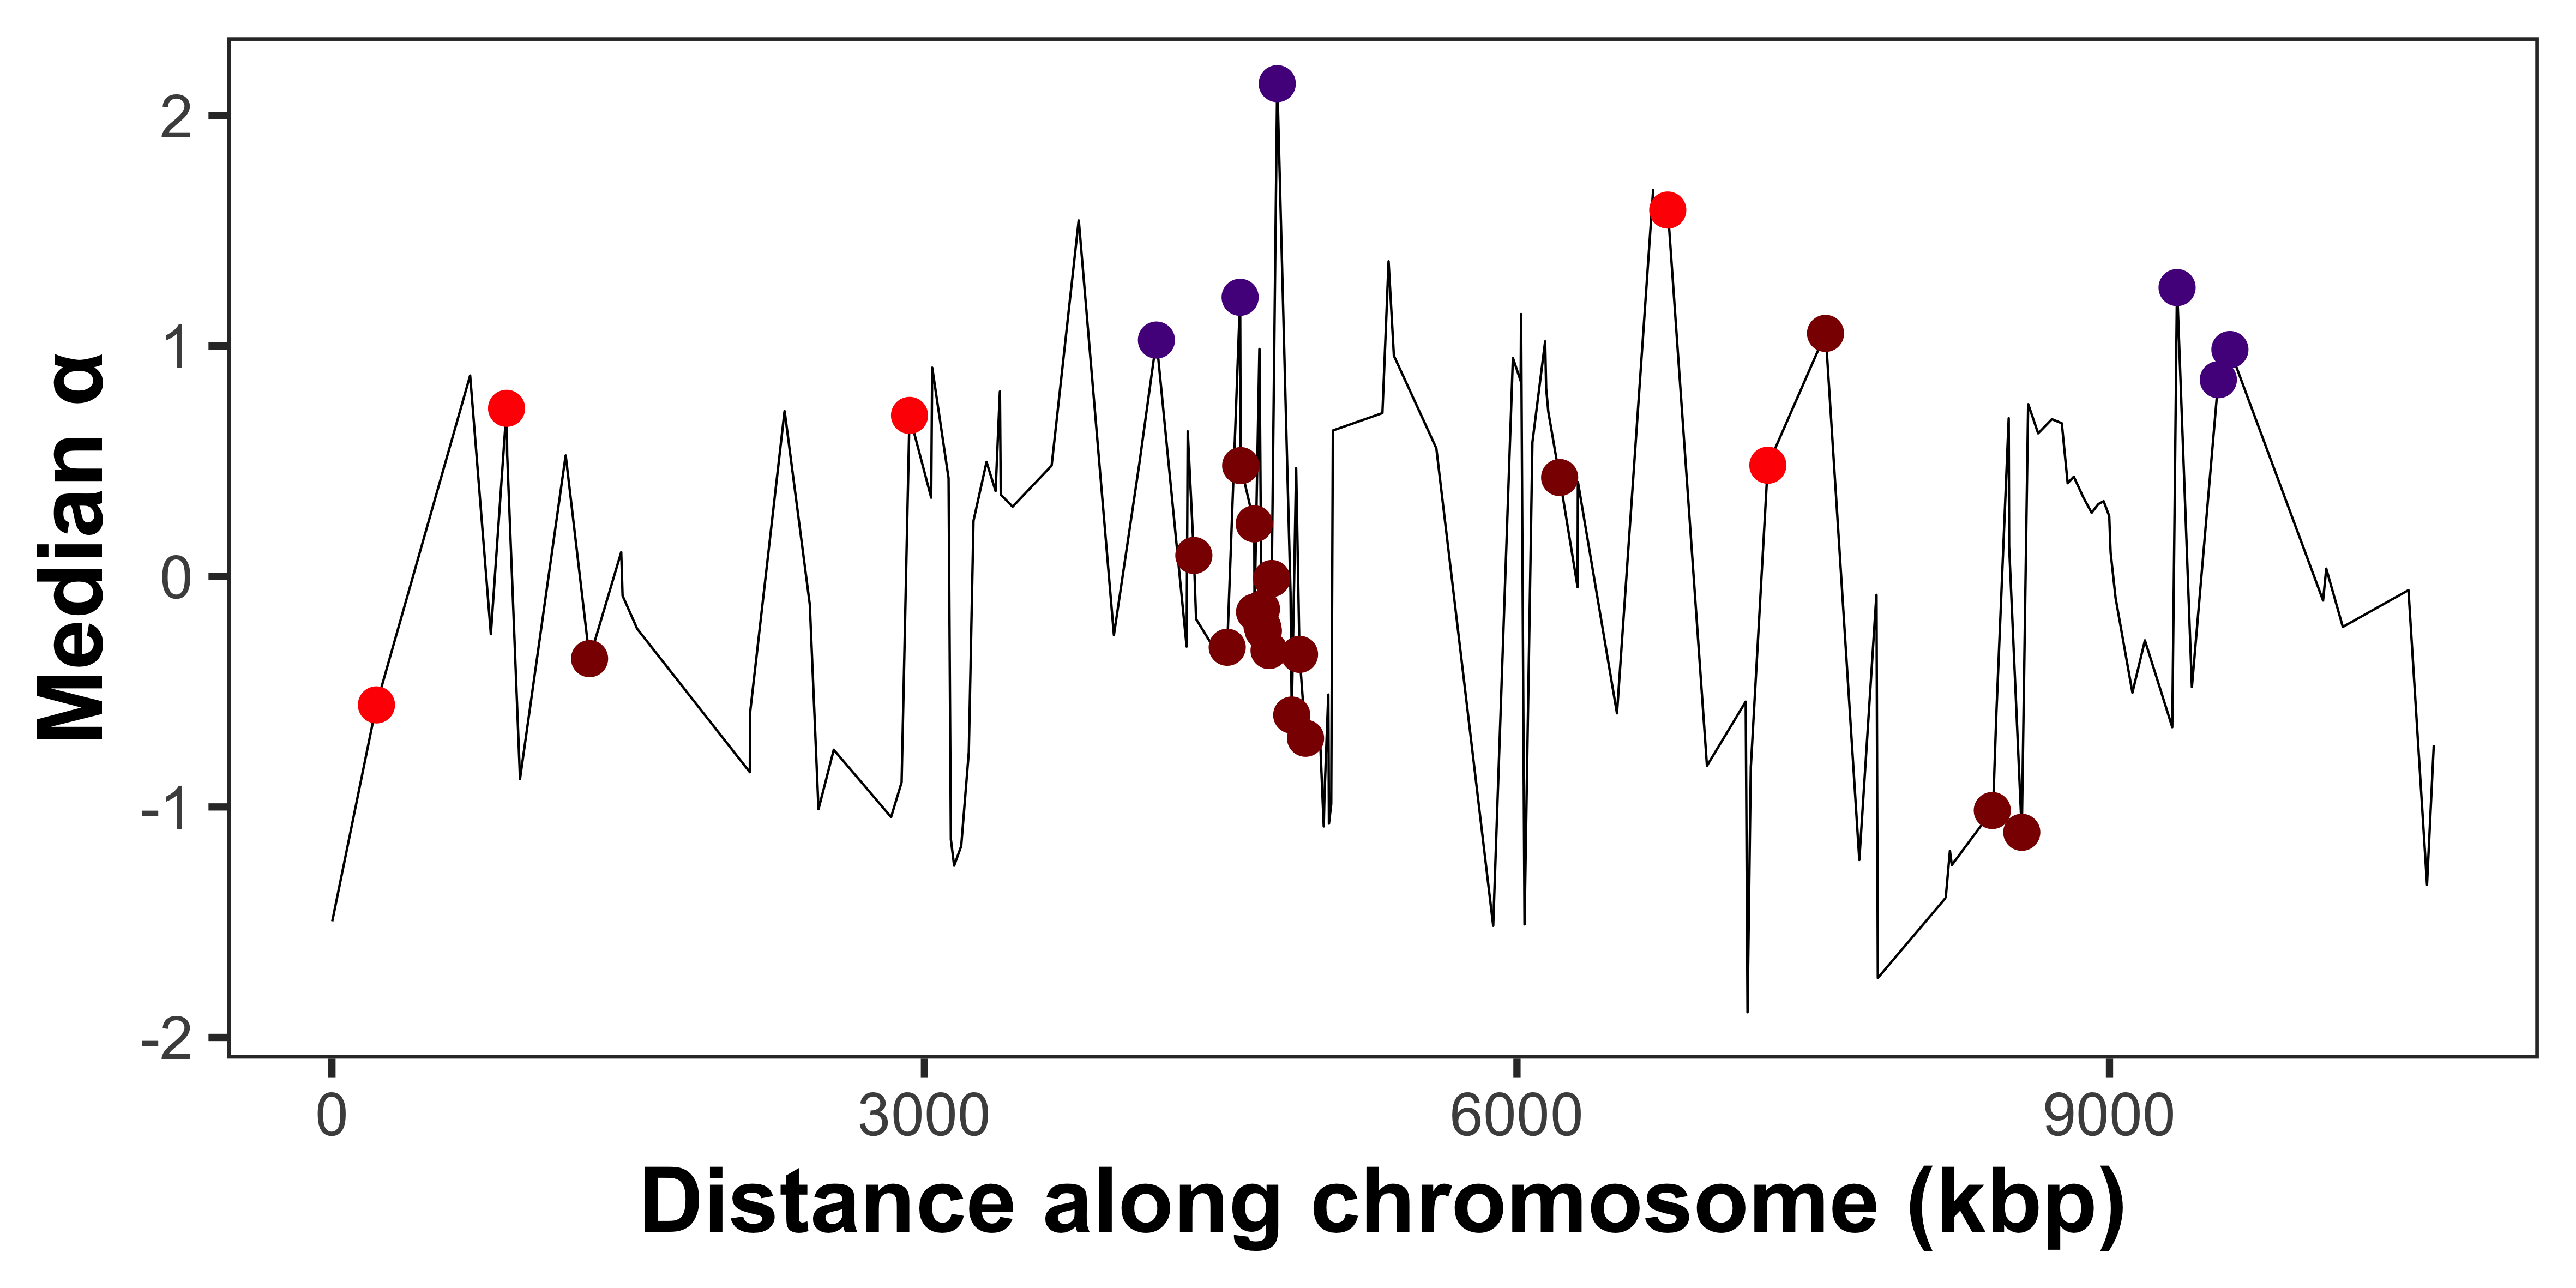 Median α
2
1
0
-1
-2
0 3000 6000 9000
Distance along chromosome (kbp)